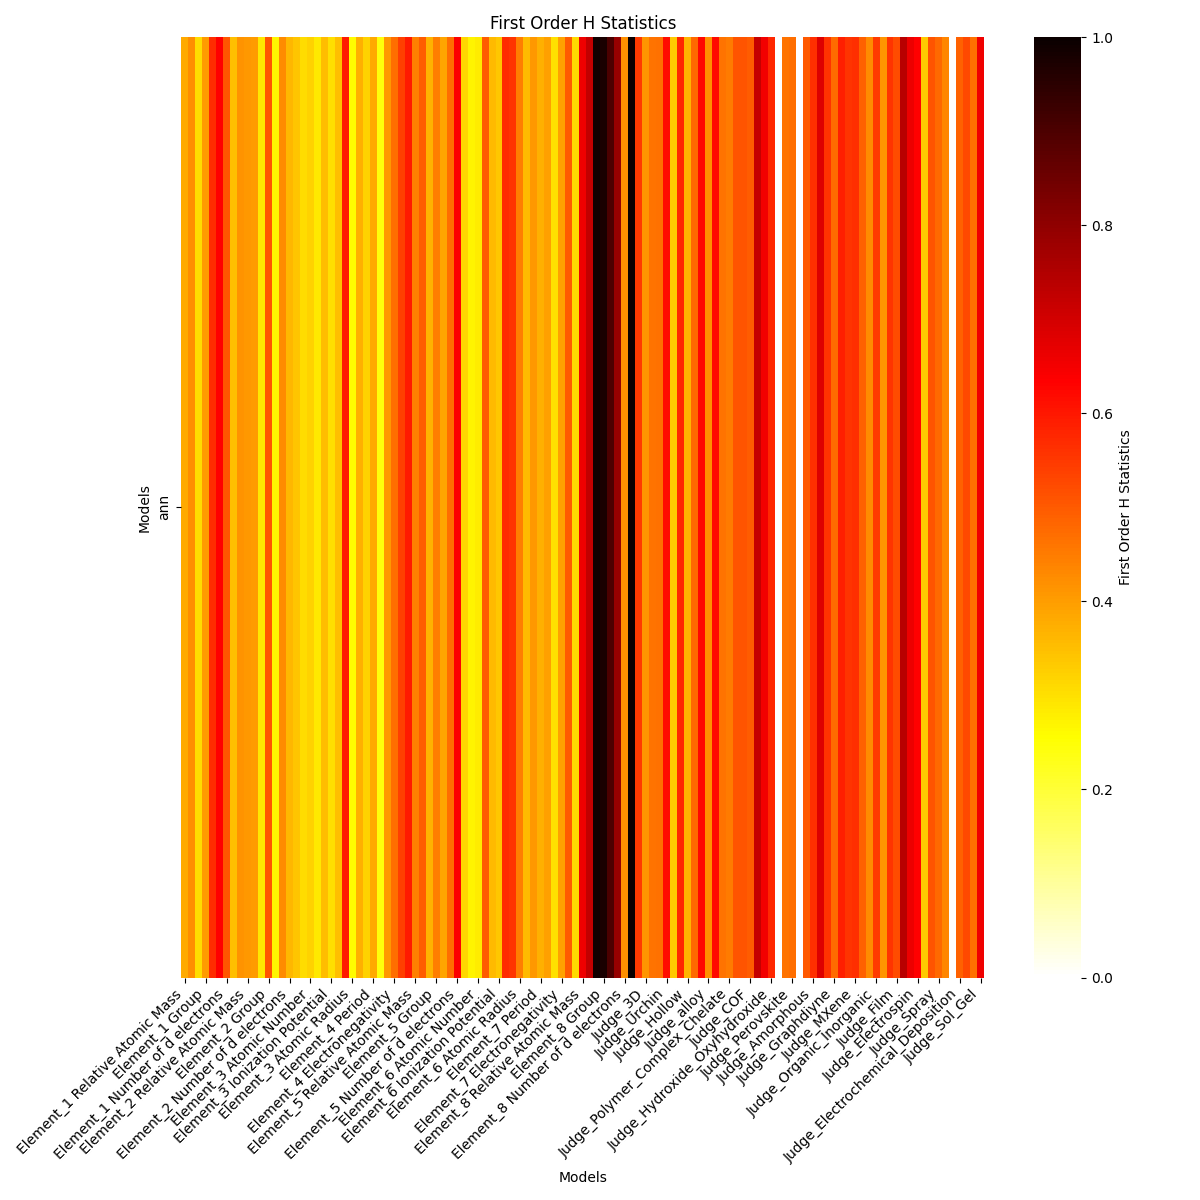 First Order H Statistics
Models
ann
1.0
0.8
0.6
0.4
0.2
0.0
First Order H Statistics
Element_1 Relative Atomic Mass
Element_1 Group
Element_1 Number of d electrons
Element_2 Relative Atomic Mass
Element_2 Group
Element_2 Number of d electrons
Element_3 Atomic Number
Element_3 Ionization Potential
Element_3 Atomic Radius
Element_4 Period
Element_4 Electronegativity
Element_5 Relative Atomic Mass
Element_5 Group
Element_5 Number of d electrons
Element_6 Atomic Number
Element_6 Ionization Potential
Element_6 Atomic Radius
Element_7 Period
Element_7 Electronegativity
Element_8 Relative Atomic Mass
Element_8 Group
Element_8 Number of d electrons
Judge_3D
Judge_Urchin
Judge_Hollow
Judge_alloy
Judge_Polymer_Complex_Chelate
Judge_COF
Judge_Hydroxide_Oxyhydroxide
Judge_Perovskite
Judge_Amorphous
Judge_Graphdiyne
Judge_MXene
Judge_Organic_Inorganic
Judge_Film
Judge_Electrospin
Judge_Spray
Judge_Electrochemical Deposition
Judge_Sol_Gel
Models